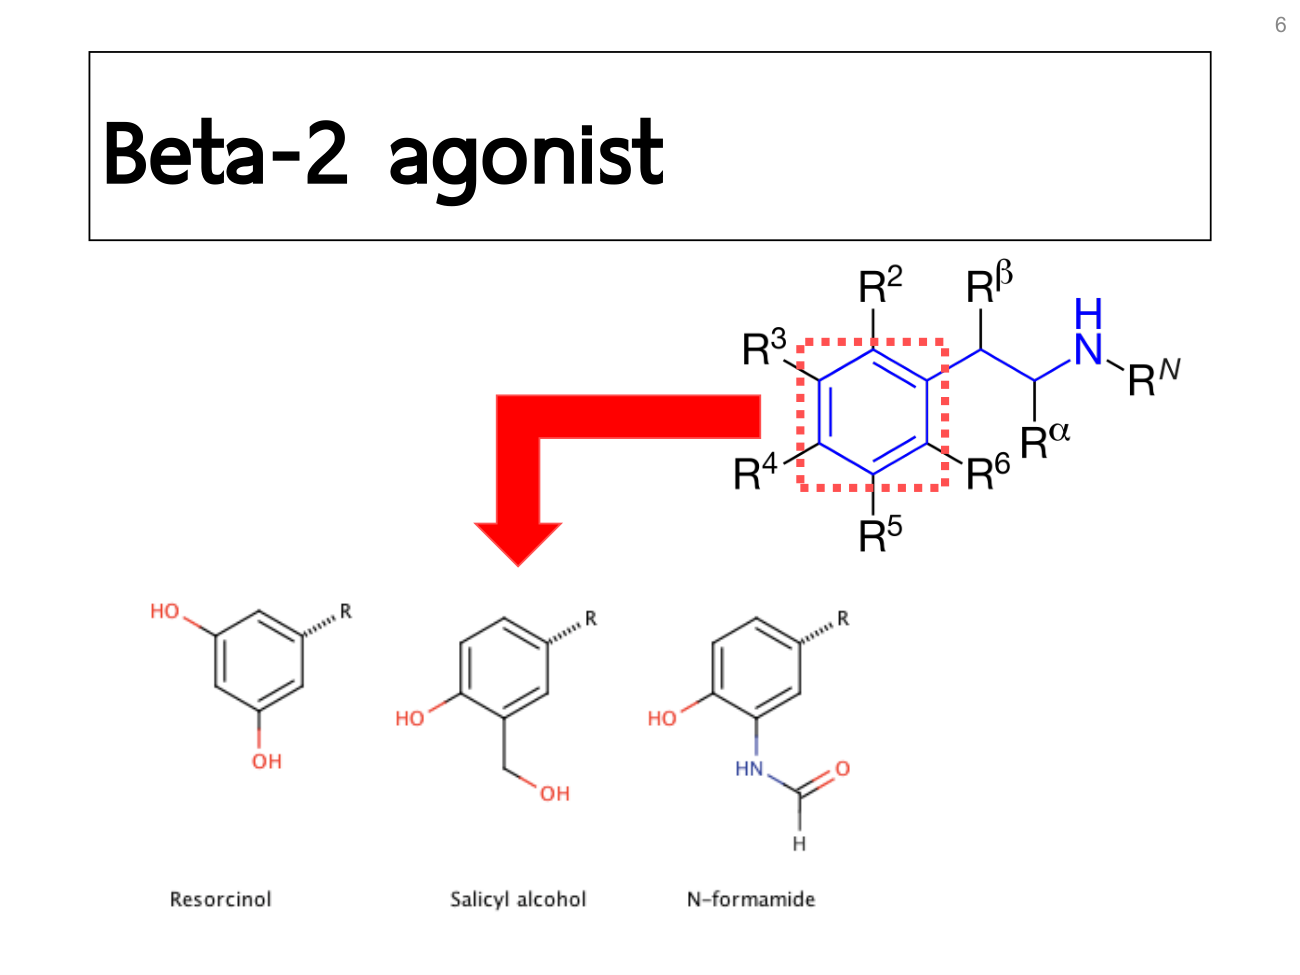 6
Beta-2 agonist
R2
Rβ
H
N
R3
RN
Rα
R4
R6
R5
HO
R
OH
R
HO
OH
R
HO
HN
O
H
Resorcinol
Salicyl alcohol
N-formamide